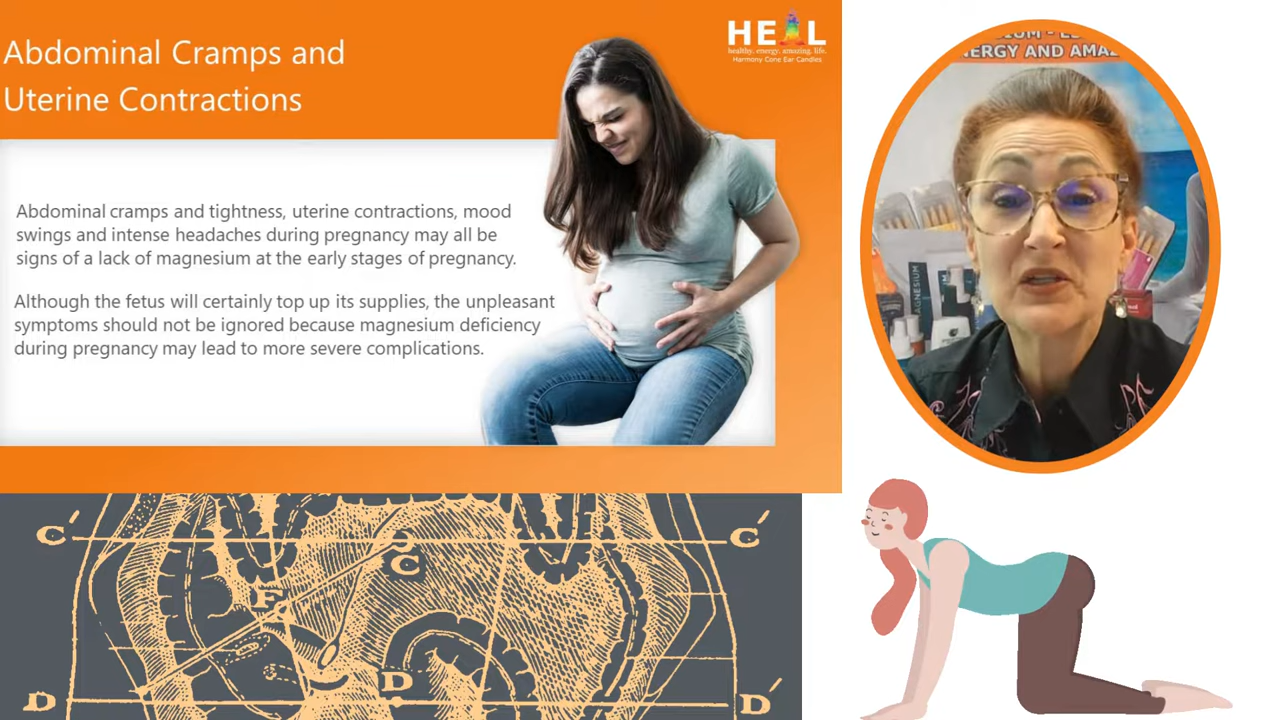 Abdominal Cramps and
Uterine Contractions
HEAL
healthy. energy. amazing. life.
Harmony Cone Ear Candles
Abdominal cramps and tightness, uterine contractions, mood
swings and intense headaches during pregnancy may all be
signs of a lack of magnesium at the early stages of pregnancy.
Although the fetus will certainly top up its supplies, the unpleasant
symptoms should not be ignored because magnesium deficiency
during pregnancy may lead to more severe complications.
AND
MAGNESIUM
C′
C′
C
F
D
D
D′